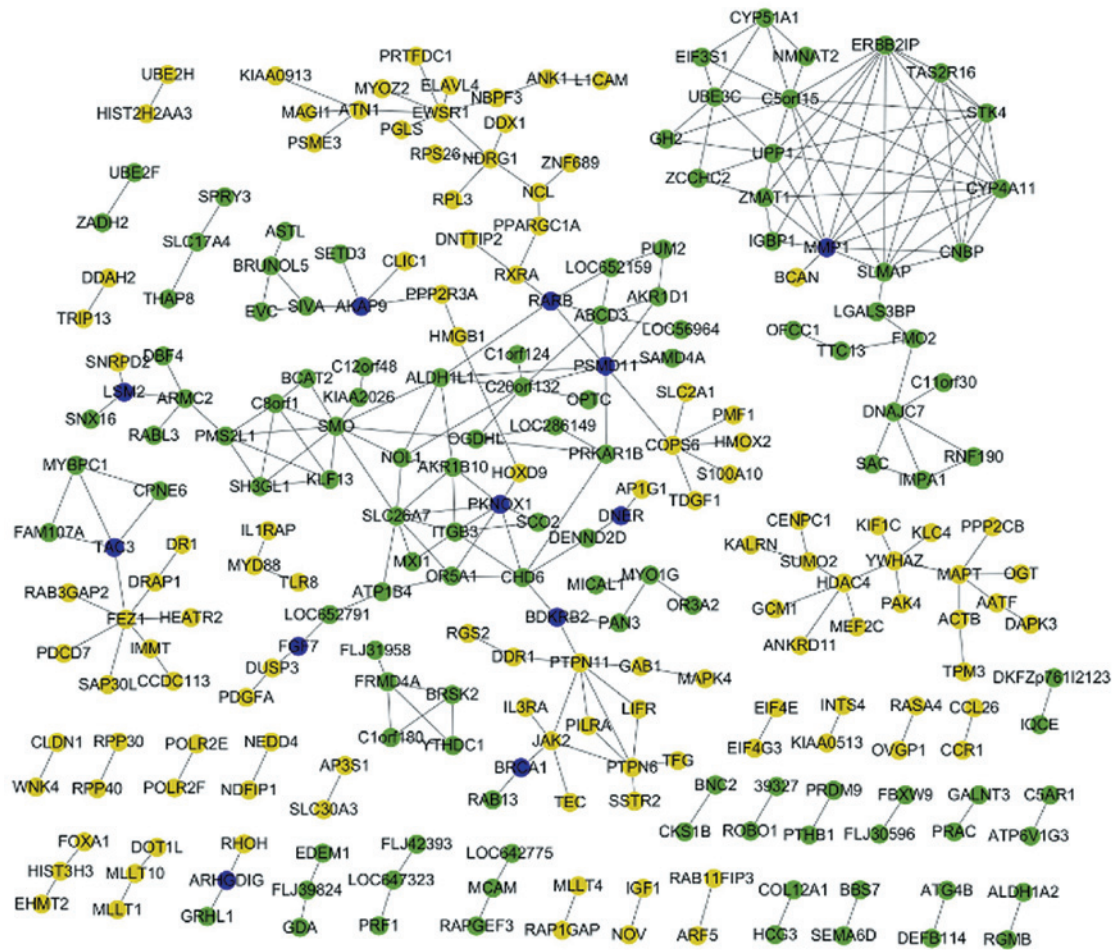 CYP51A1
PRTFDC1
EIF3S1
ERBB2IP
UBE2H
KIAA0913
MYOZ2
ELAVL4
ANK1
L1CAM
NMNAT2
TAS2R16
HIST2H2AA3
MAGI1
ATN1
EWSR1
NBPF3
UBE3C
C5orf15
STK4
PSME3
PGLS
DDX1
GH2
UPP1
RPS26
NDRG1
ZNF689
UBE2F
ZCCHC2
CYP4A11
SPRY3
RPL3
NCL
ZMAT1
ZADH2
PPARGC1A
ASTL
DNTTIP2
PUM2
IGBP1
MMP1
CNBP
SLC17A4
SETD3
CLIC1
LOC652159
BRUNOL5
RXRA
BCAN
SLMAP
DDAH2
THAP8
EVC
SIVA
AKAP9
PPP2R3A
RARB
AKR1D1
ABCD3
LGALS3BP
TRIP13
HMGB1
LOC56964
OFCC1
FMO2
SNRPD2
DBF4
C12orf48
C1orf124
TTC13
BCAT2
ALDH1L1
PSMD11
SAMD4A
LSM2
C8orf1
KIAA2026
C20orf132
SLC2A1
C11orf30
SNX16
ARMC2
OPTC
PMF1
DNAJC7
RABL3
PMS2L1
SMO
OGDHL
LOC286149
COPS6
HMOX2
MYBPC1
NOL1
PRKAR1B
SAC
RNF190
CPNE6
SH3GL1
KLF13
AKR1B10
HOXD9
S100A10
IMPA1
AP1G1
TDGF1
PKNOX1
FAM107A
SLC26A7
SCO2
DNER
CENPC1
KIF1C
TAC3
IL1RAP
ITGB3
KLC4
PPP2CB
DR1
MXI1
DENND2D
KALRN
SUMO2
YWHAZ
MYD88
TLR8
OR5A1
CHD6
MICAL1
MYO1G
HDAC4
MAPT
OGT
RAB3GAP2
DRAP1
ATP1B4
GCM1
PAK4
AATF
FEZ1
HEATR2
LOC652791
BDKRB2
OR3A2
MEF2C
ACTB
DAPK3
PDCD7
IMMT
FGF7
RGS2
PAN3
ANKRD11
SAP30L
CCDC113
DUSP3
FLJ31958
DDR1
PTPN11
GAB1
TPM3
PDGFA
FRMD4A
BRSK2
MAPK4
DKFZp761I2123
IL3RA
PILRA
LIFR
EIF4E
INTS4
RASA4
CCL26
CLDN1
RPP30
POLR2E
NEDD4
C1orf180
YTHDC1
JAK2
EIF4G3
KIAA0513
OVGP1
CCR1
IQCE
WNK4
RPP40
POLR2F
NDFIP1
AP3S1
BRCA1
PTPN6
TFG
RAB13
BNC2
39327
PRDM9
FBXW9
GALNT3
C5AR1
SLC30A3
TEC
SSTR2
CKS1B
ROBO1
PTHB1
FLJ30596
PRAC
ATP6V1G3
FOXA1
DOT1L
RHOH
EDEM1
FLJ42393
LOC642775
HIST3H3
MLLT10
ARHGDIG
FLJ39824
LOC647323
MCAM
MLLT4
IGF1
RAB11FIP3
COL12A1
BBS7
ATG4B
ALDH1A2
EHMT2
MLLT1
GRHL1
GDA
PRF1
RAPGEF3
RAP1GAP
NOV
ARF5
HCG3
SEMA6D
DEFB114
RGMB